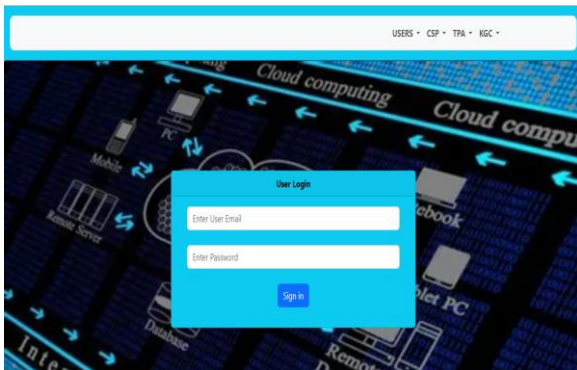 USERS CSP TPA KGC
Cloud computing
Cloud compu
PC
Mobile
Remote Server
User Login
Enter User Email
Enter Password
Sign in
ebook
blet PC
Database
Inte
Remo